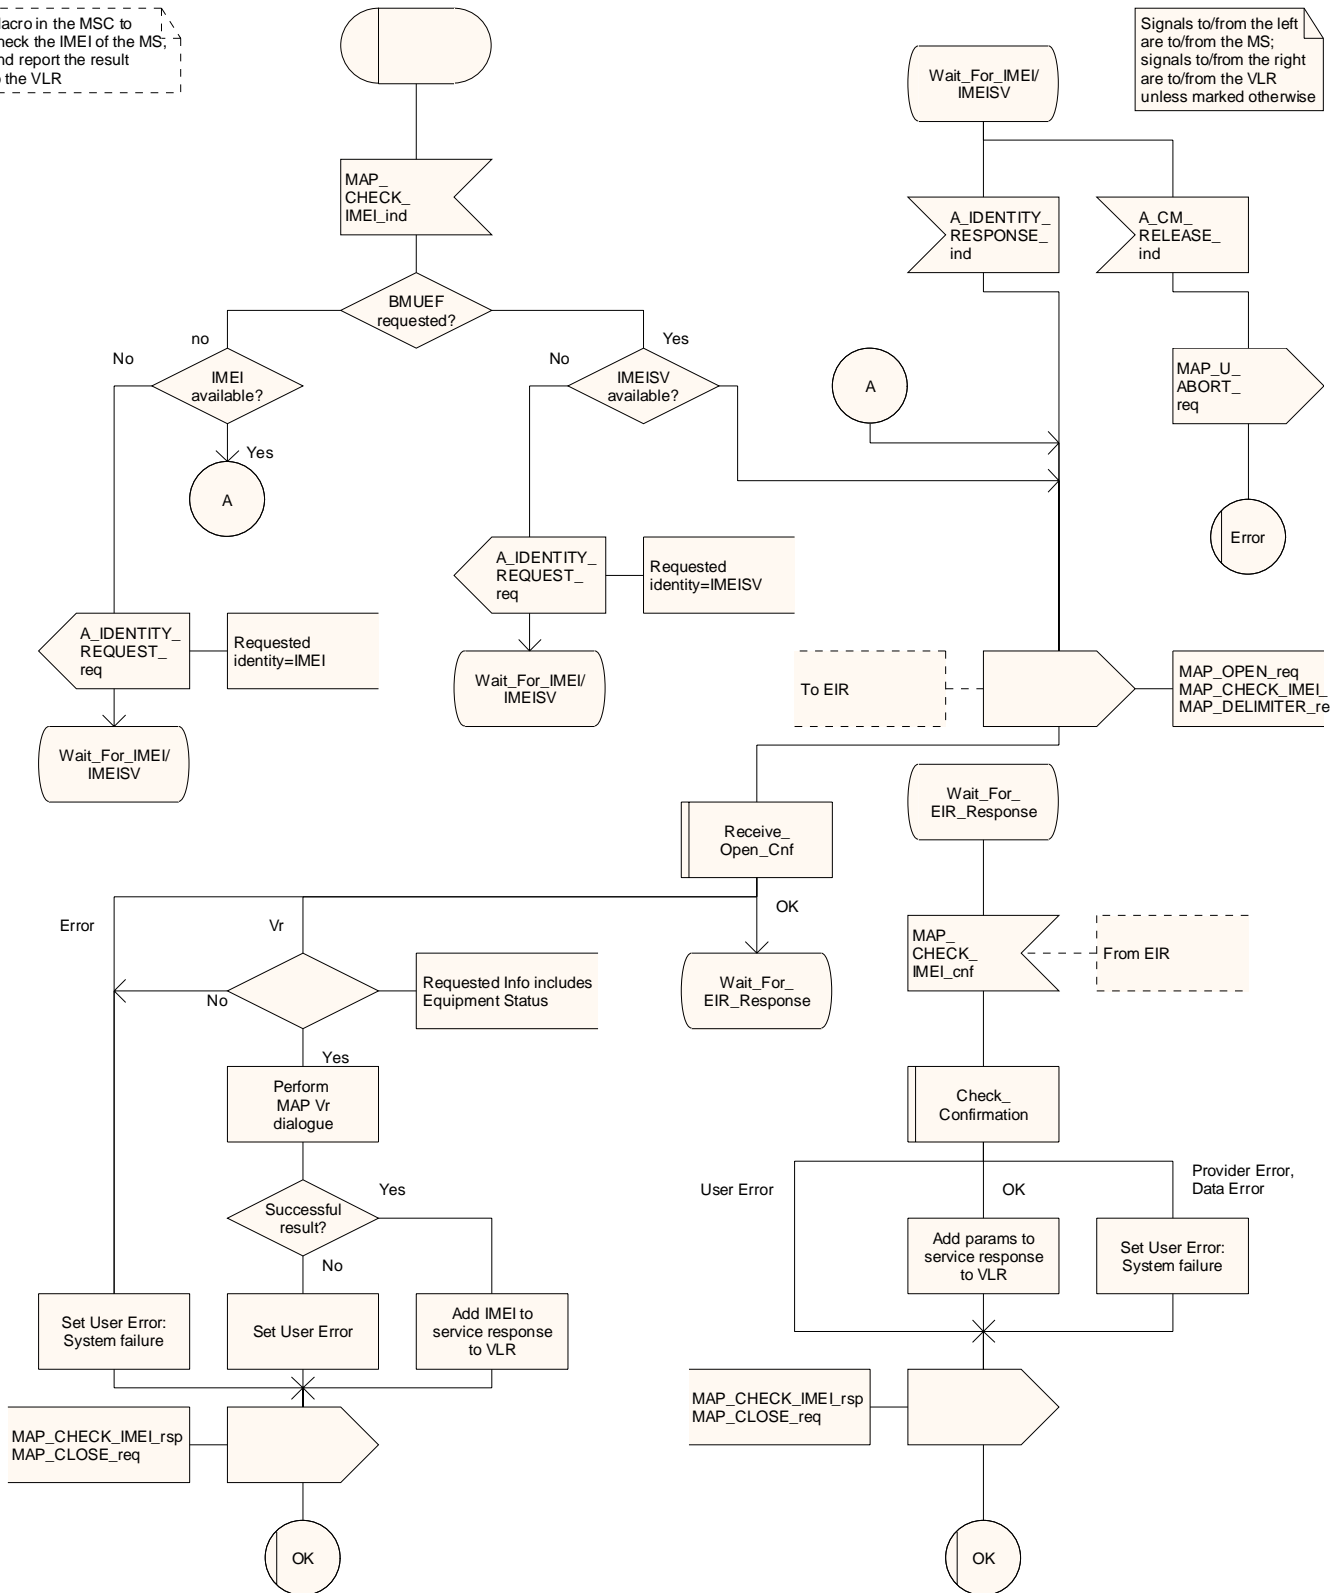 acro in the MSC to
heck the IMEI of the MS;
nd report the result
the VLR
Signals to/from the left
are to/from the MS;
signals to/from the right
are to/from the VLR
unless marked otherwise
Wait_For_IMEI/
IMEISV
MAP_
CHECK_
IMEI_ind
A_IDENTITY_
RESPONSE_
ind
A_CM_
RELEASE_
ind
BMUEF
requested?
no
Yes
No
IMEI
available?
Yes
A
No
IMEISV
available?
A
MAP_U_
ABORT_
req
Error
A_IDENTITY_
REQUEST_
req
Requested
identity=IMEISV
A_IDENTITY_
REQUEST_
req
Requested
identity=IMEI
Wait_For_IMEI/
IMEISV
Wait_For_IMEI/
IMEISV
To EIR
MAP_OPEN_req
MAP_CHECK_IMEI_
MAP_DELIMITER_re
Receive_
Open_Cnf
Wait_For_
EIR_Response
Error
Vr
OK
MAP_
CHECK_
IMEI_cnf
From EIR
No
Requested Info includes
Equipment Status
Wait_For_
EIR_Response
Yes
Perform
MAP Vr
dialogue
Check_
Confirmation
Successful
result?
Yes
No
User Error
OK
Provider Error,
Data Error
Add params to
service response
to VLR
Set User Error:
System failure
Set User Error:
System failure
Set User Error
Add IMEI to
service response
to VLR
MAP_CHECK_IMEI_rsp
MAP_CLOSE_req
MAP_CHECK_IMEI_rsp
MAP_CLOSE_req
OK
OK